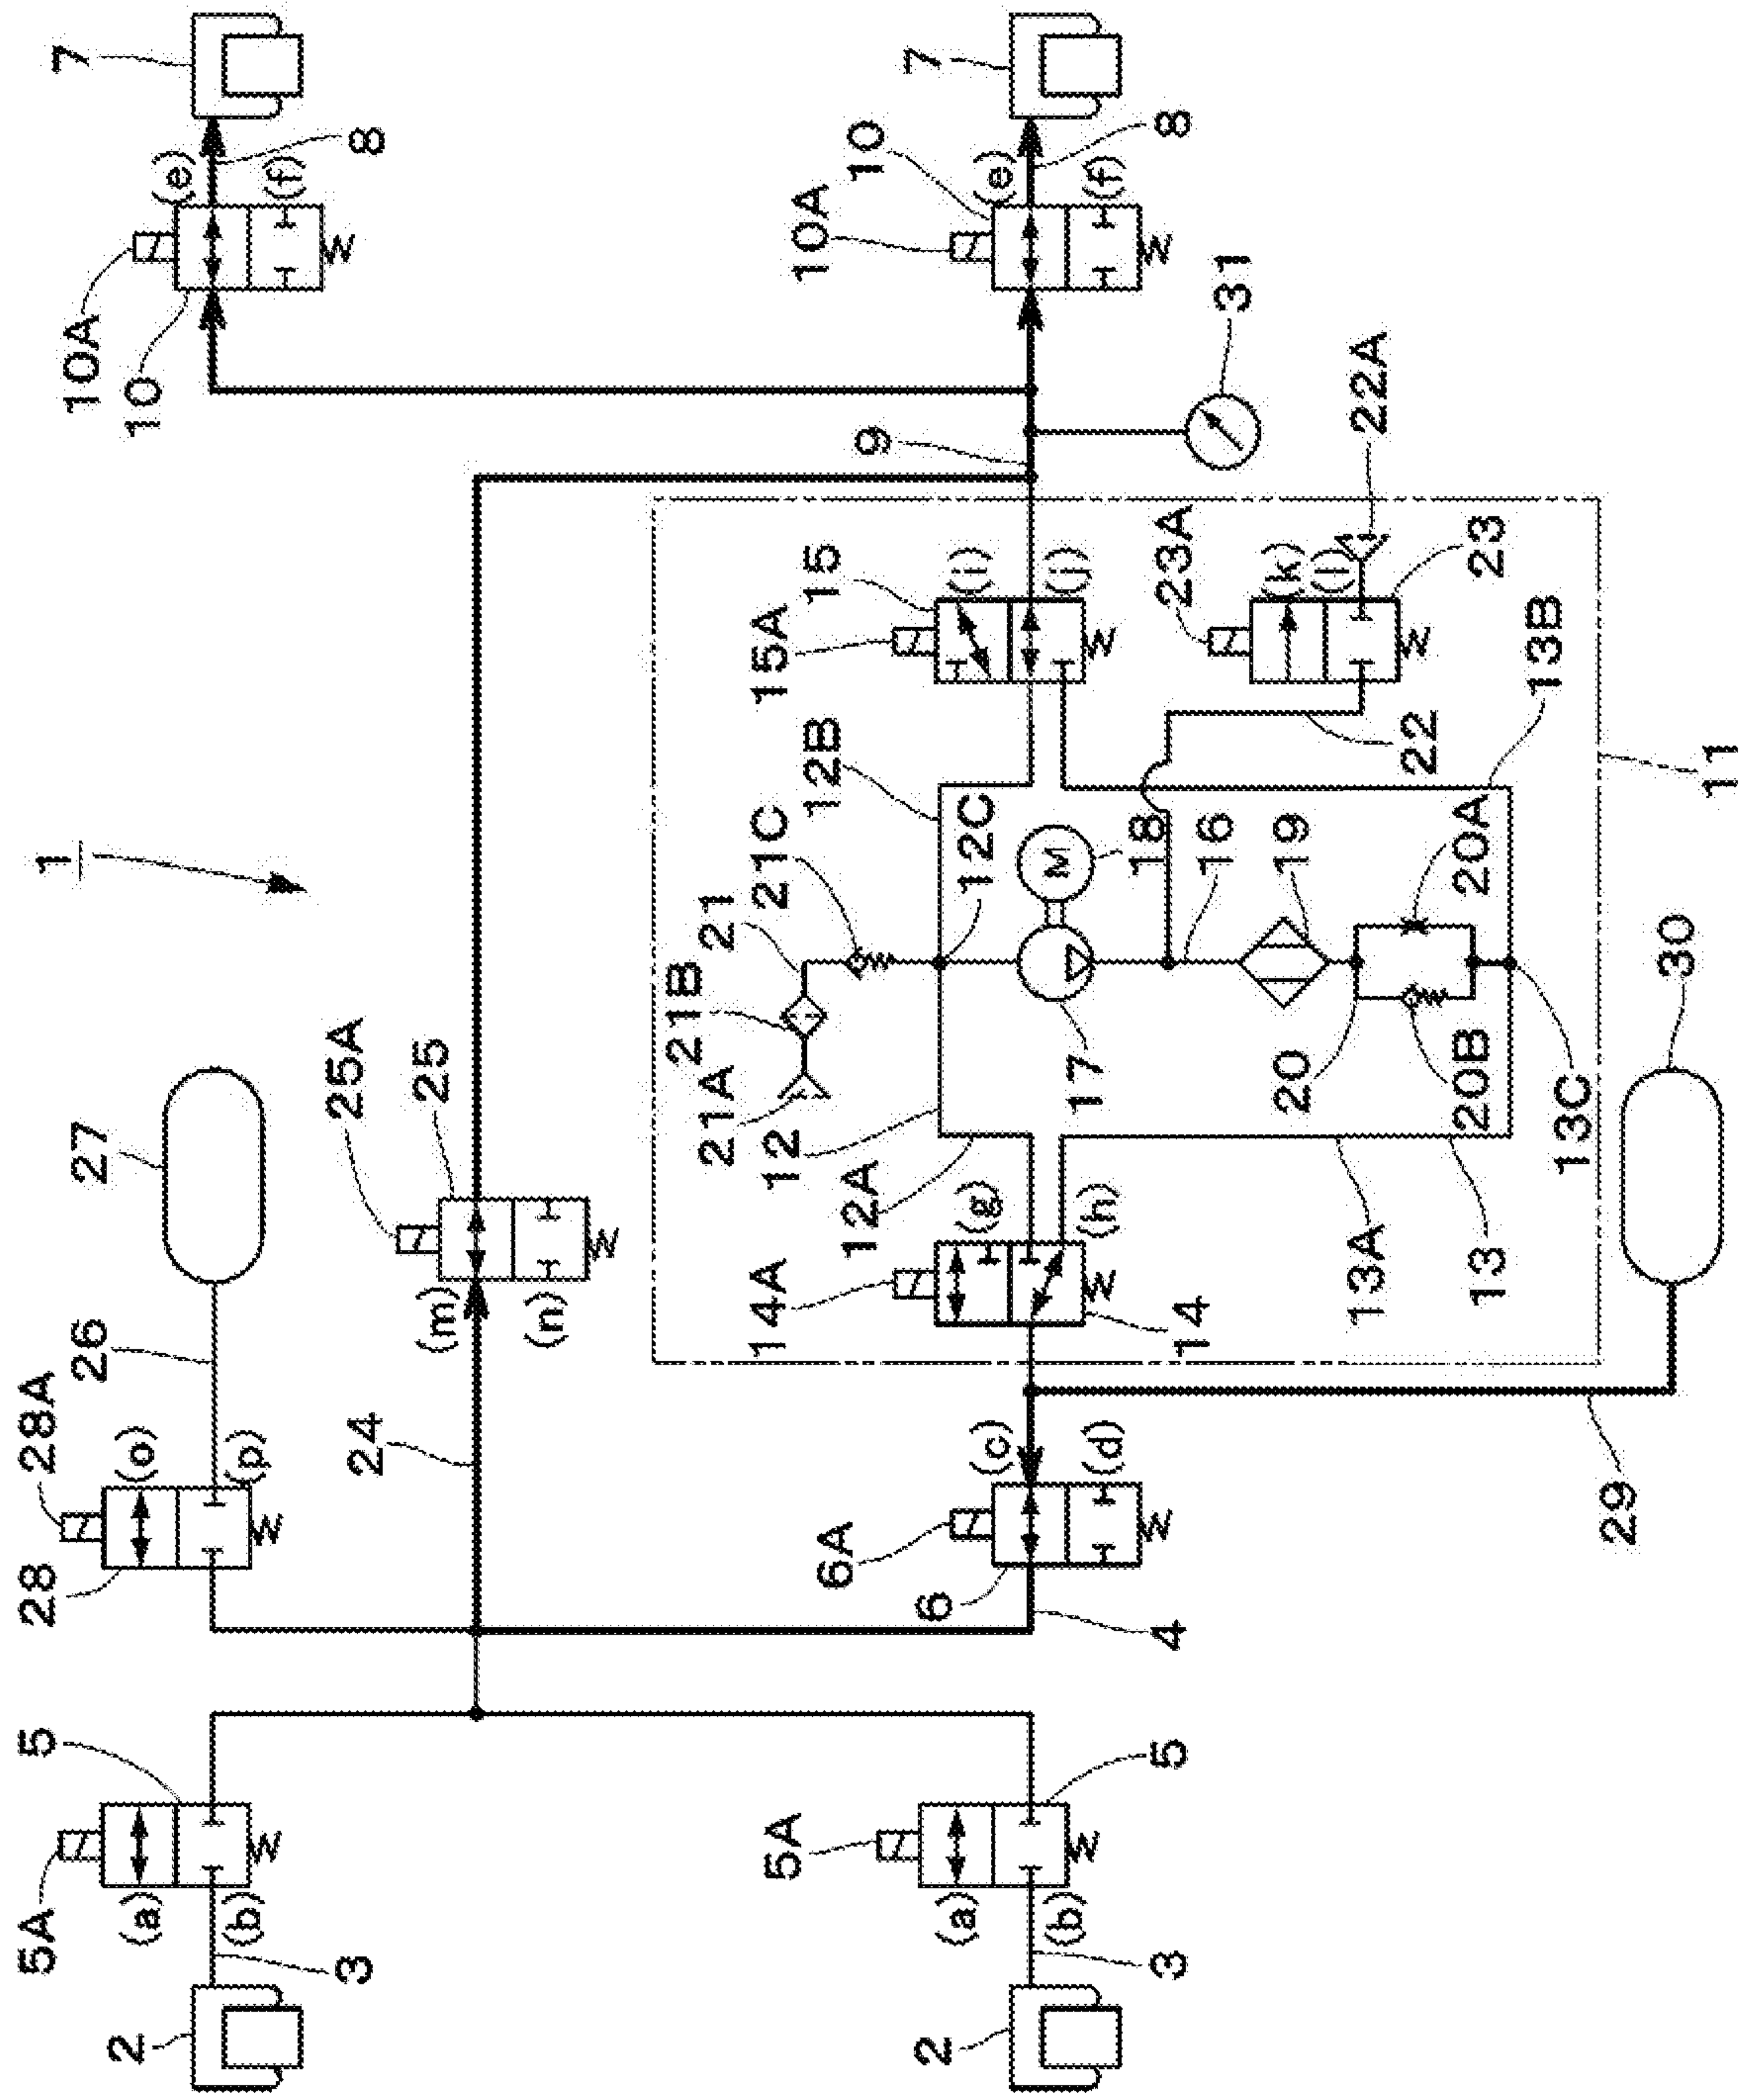 5A
5
28
28A
1
7
26
27
10A
2
(a)
(o)
10
(e)
(b)
(p)
(f)
3
24
25A
8
(m)
25
(n)
21B
21A
21
14A
21C
15A
5A
12
10A
6A
12B
15
12A
10
9
2
6
7
(a)
(g)
12C
(i)
(c)
(e)
(b)
M
(j)
(h)
17
(d)
(f)
3
5
4
18
23A
8
14
16
31
20
19
(k)
(l)
13A
22A
22
20B
20A
13
23
13C
13B
29
30
11